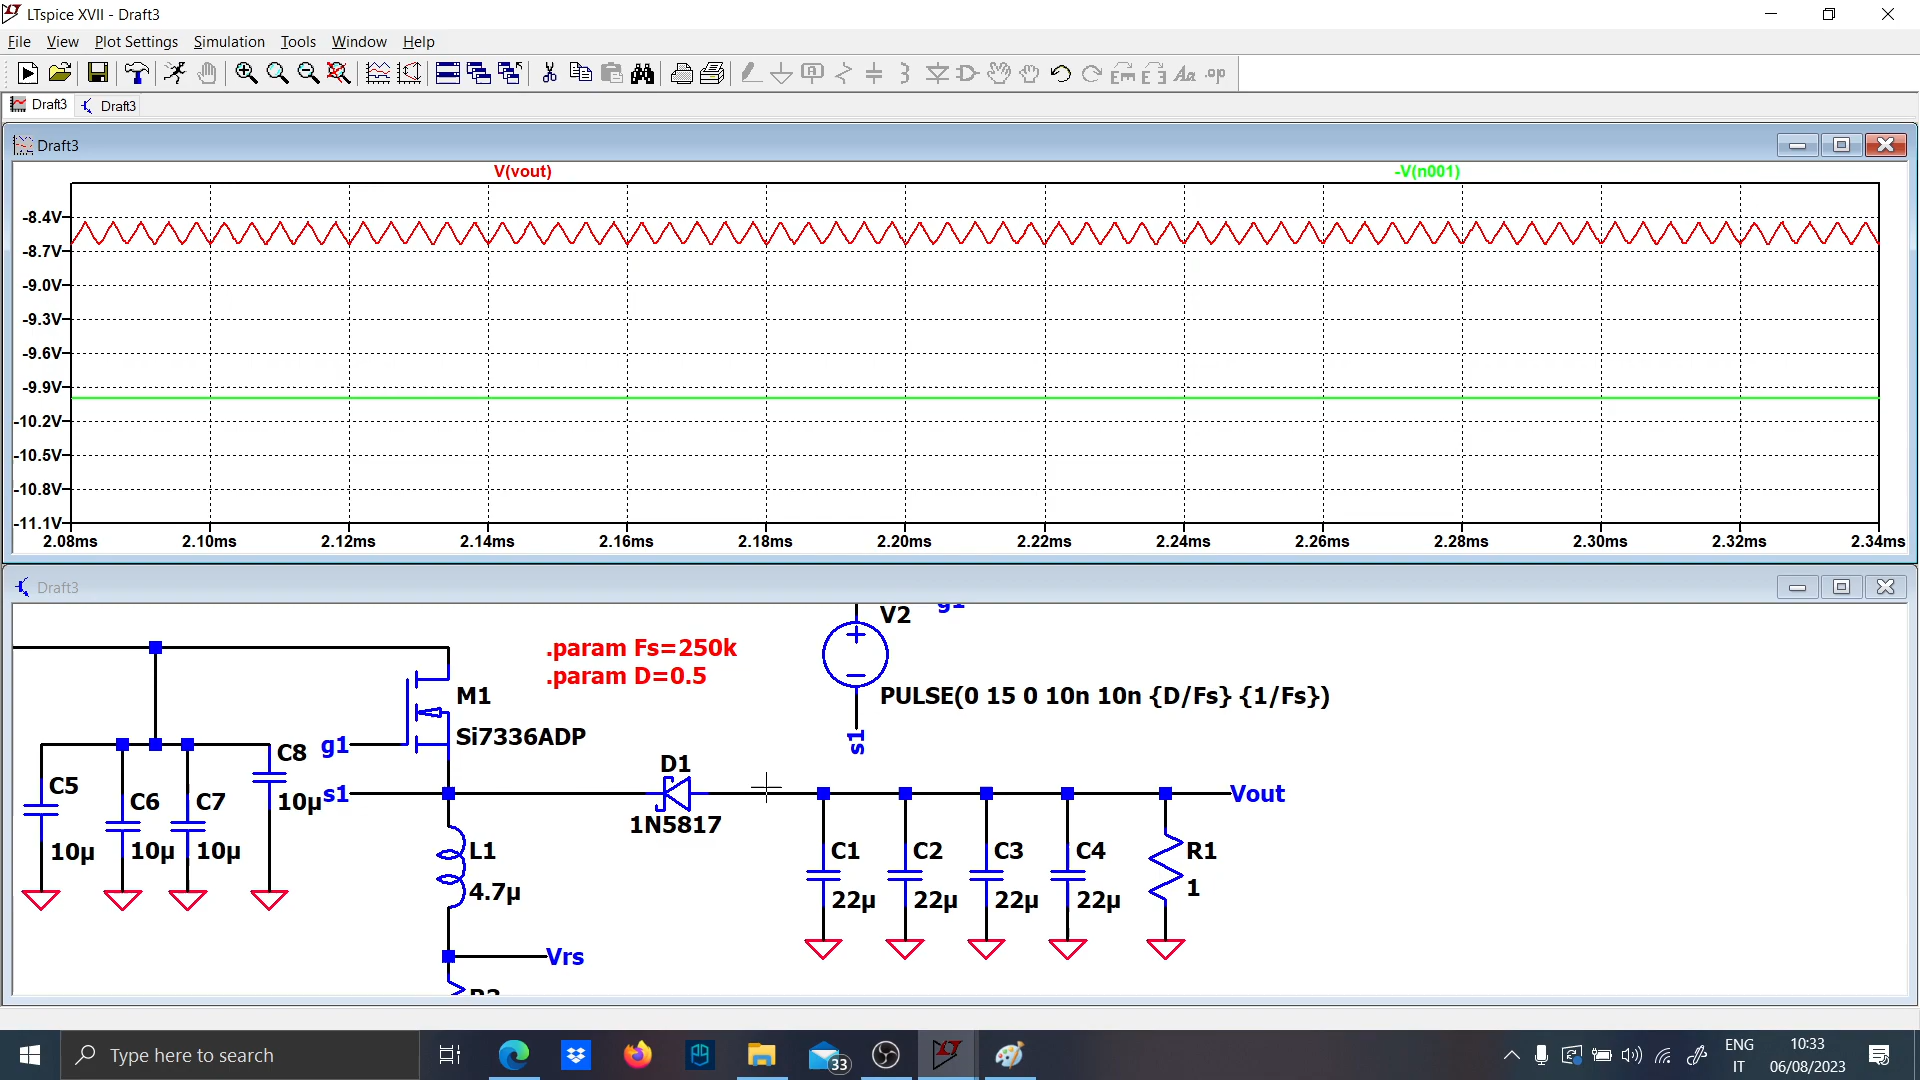 LTspice XVII - Draft3
File View Plot Settings Simulation Tools Window Help
Draft3 Draft3
Draft3
V(vout) -V(n001)
-8.4V
-8.7V
-9.0V
-9.3V
-9.6V
-9.9V
-10.2V
-10.5V
-10.8V
-11.1V
2.08ms 2.10ms 2.12ms 2.14ms 2.16ms 2.18ms 2.20ms 2.22ms 2.24ms 2.26ms 2.28ms 2.30ms 2.32ms 2.34ms
Draft3
V2 g1
.param Fs=250k
.param D=0.5
M1
PULSE(0 15 0 10n 10n {D/Fs} {1/Fs})
Si7336ADP
g1
s1
C8
10µ
s1
D1
1N5817
Vout
C5
10µ
C6
10µ
C7
10µ
L1
4.7µ
C1
22µ
C2
22µ
C3
22µ
C4
22µ
R1
1
Vrs
Type here to search
33
ENG
IT
10:33
06/08/2023